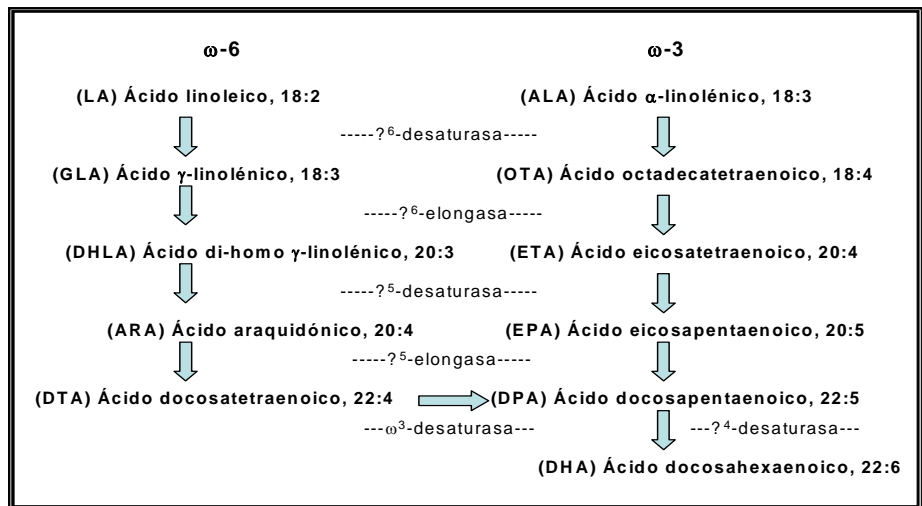 ω-6 ω-3
(LA) Ácido linoleico, 18:2 (ALA) Ácido α-linolénico, 18:3
-----?⁶-desaturasa-----
(GLA) Ácido γ-linolénico, 18:3 (OTA) Ácido octadecatetraenoico, 18:4
-----?⁶-elongasa-----
(DHLA) Ácido di-homo γ-linolénico, 20:3 (ETA) Ácido eicosatetraenoico, 20:4
-----?⁵-desaturasa-----
(ARA) Ácido araquidónico, 20:4 (EPA) Ácido eicosapentaenoico, 20:5
-----?⁵-elongasa-----
(DTA) Ácido docosatetraenoico, 22:4 (DPA) Ácido docosapentaenoico, 22:5
---ω³-desaturasa--- ---?⁴-desaturasa---
(DHA) Ácido docosahexaenoico, 22:6